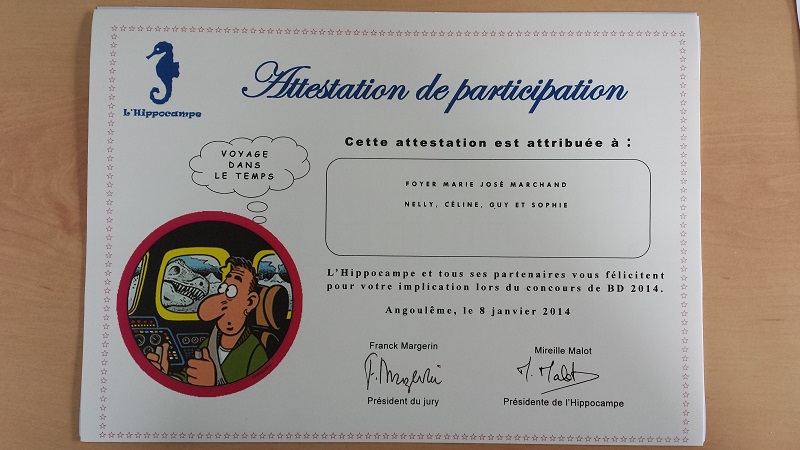 L'Hippocampe
Attestation de participation
Cette attestation est attribuée à :
VOYAGE
DANS
LE TEMPS
FOYER MARIE JOSÉ MARCHAND
NELLY, CÉLINE, GUY ET SOPHIE
L'Hippocampe et tous ses partenaires vous félicitent
pour votre implication lors du concours de BD 2014.
Angoulême, le 8 janvier 2014
Franck Margerin
F. Margerin
Président du jury
Mireille Malot
M. Malot
Présidente de l'Hippocampe